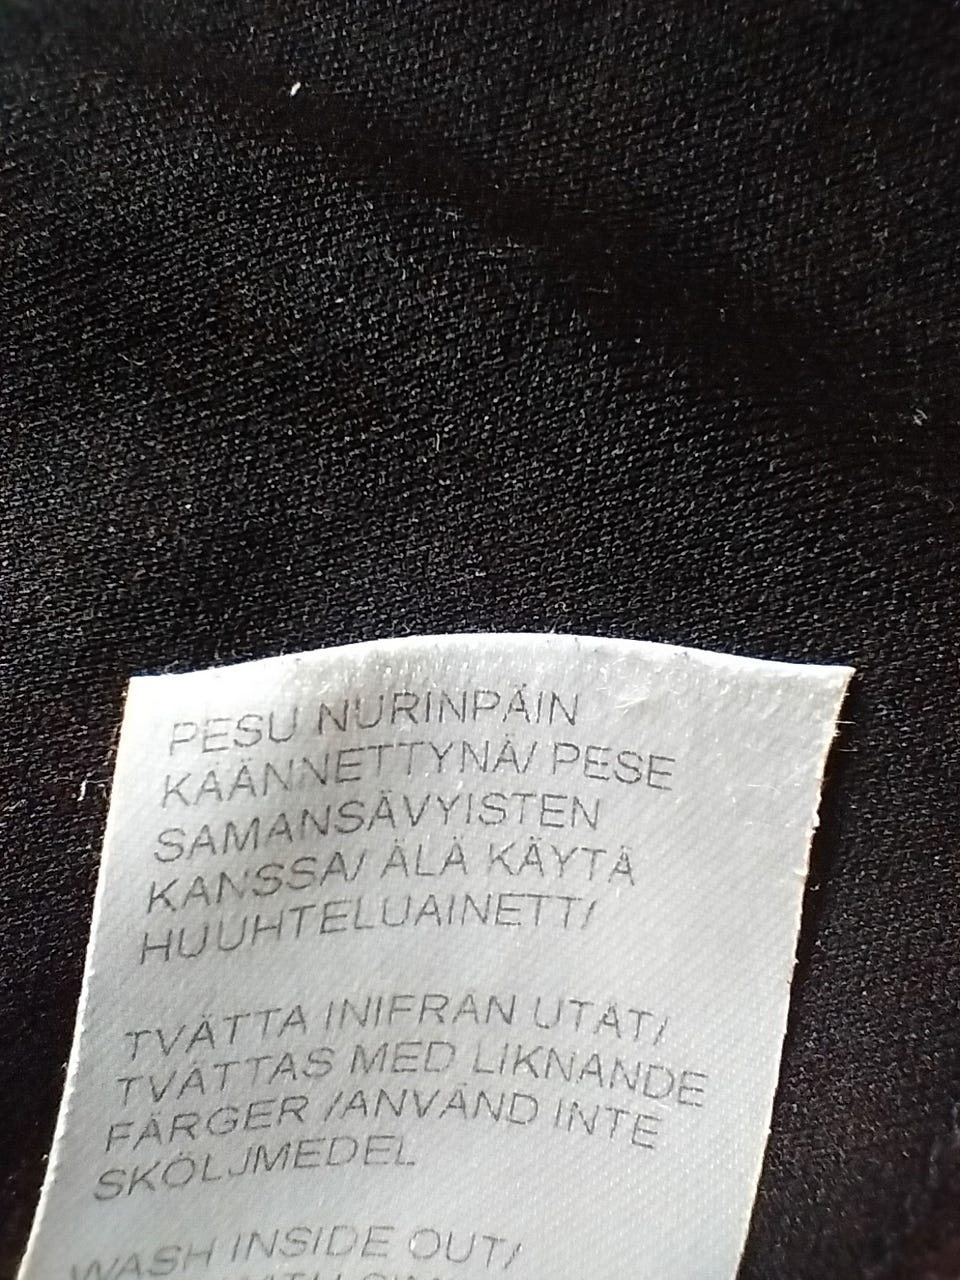 PESU NURINPÄIN
KÄÄNNETTYNÄ/ PESE
SAMANSÄVYISTEN
KANSSA/ ÄLÄ KÄYTÄ
HUUHTELUAINETT/
TVÄTTA INIFRÅN UTÅT/
TVÄTTAS MED LIKNANDE
FÄRGER /ANVÄND INTE
SKÖLJMEDEL
WASH INSIDE OUT/
WITH